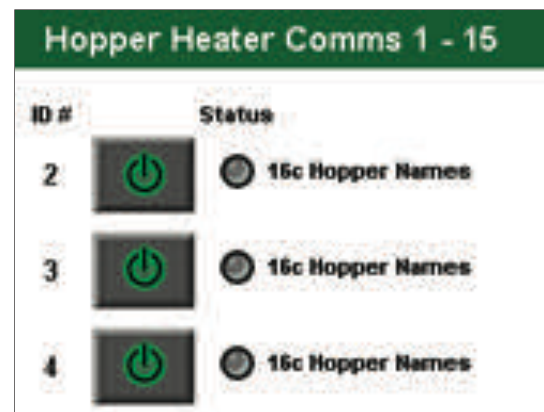 Hopper Heater Comms 1 - 15
ID # Status
2 16c Hopper Names
3 16c Hopper Names
4 16c Hopper Names